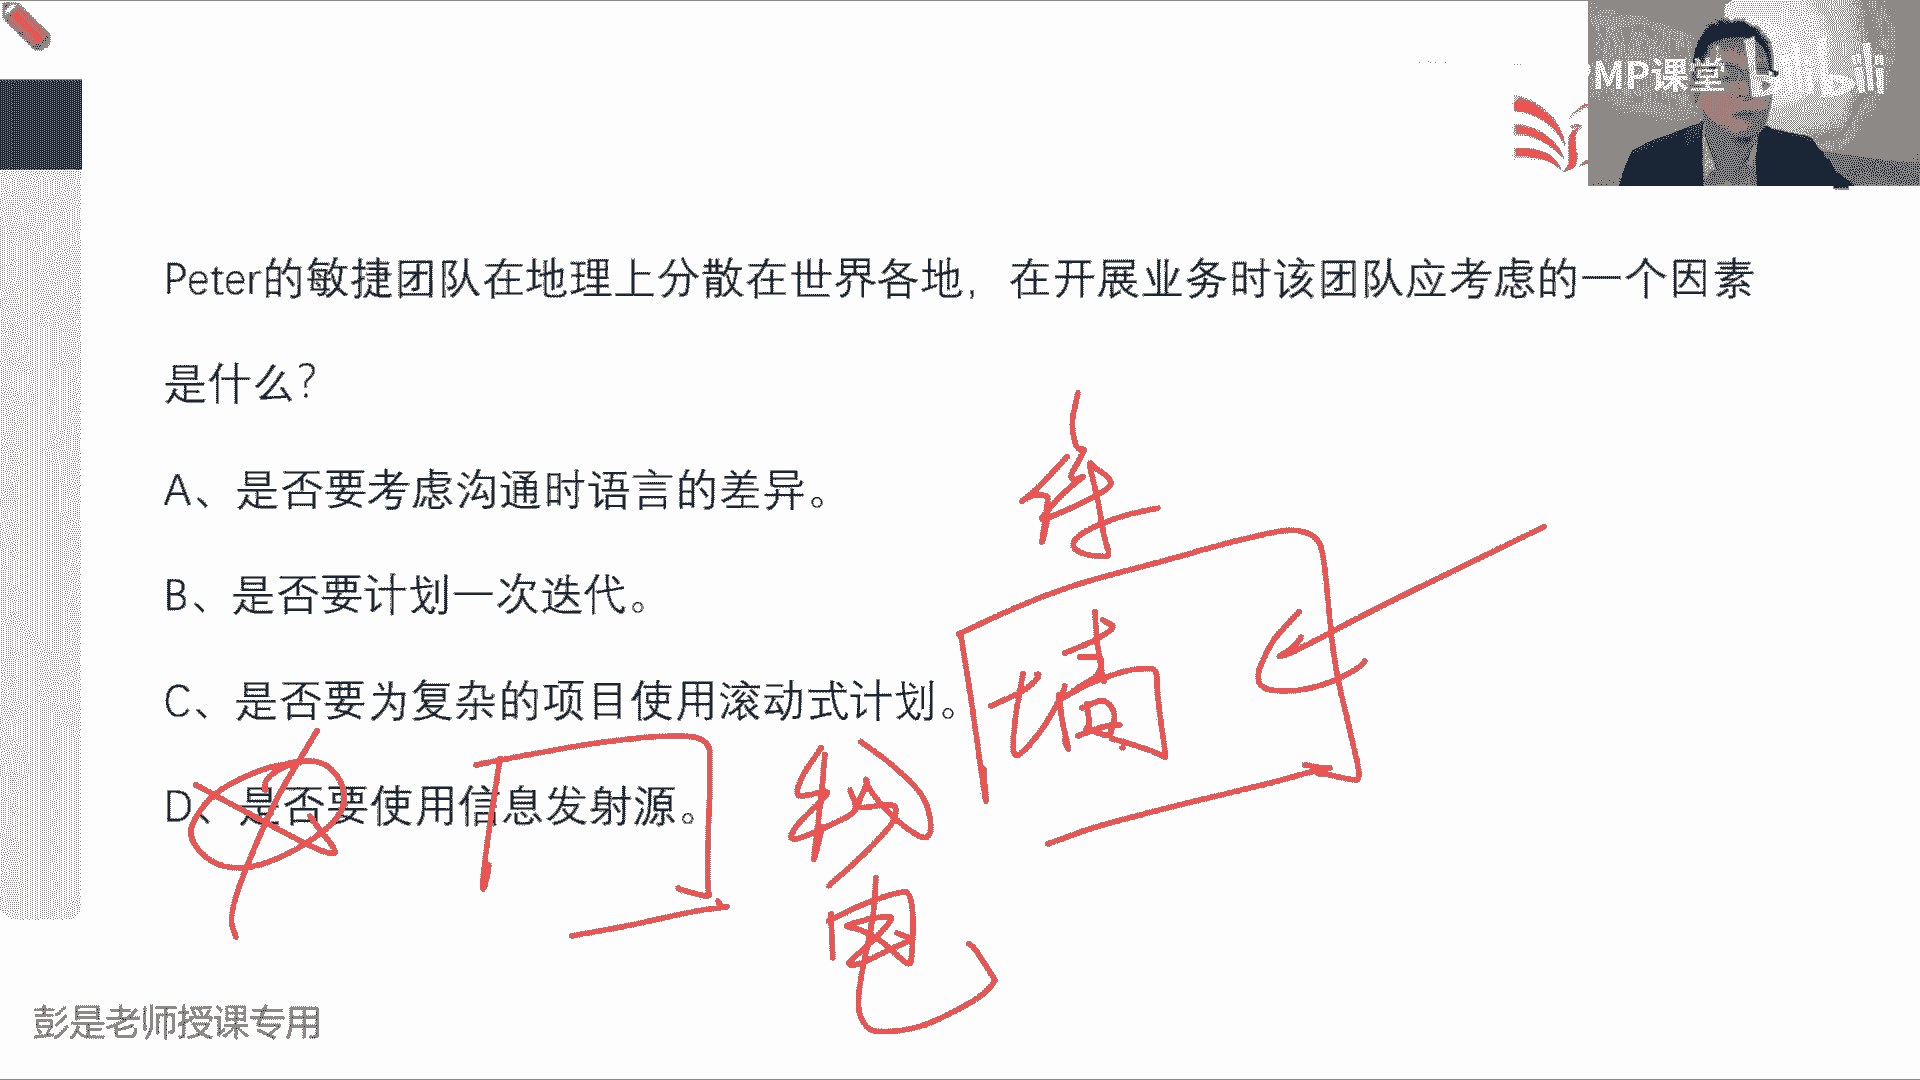 PMP课堂 bilibili
Peter的敏捷团队在地理上分散在世界各地，在开展业务时该团队应考虑的一个因素
是什么？
A、是否要考虑沟通时语言的差异。
B、是否要计划一次迭代。
C、是否要为复杂的项目使用滚动式计划。
墙
D、是否要使用信息发射源。
电
彭是老师授课专用